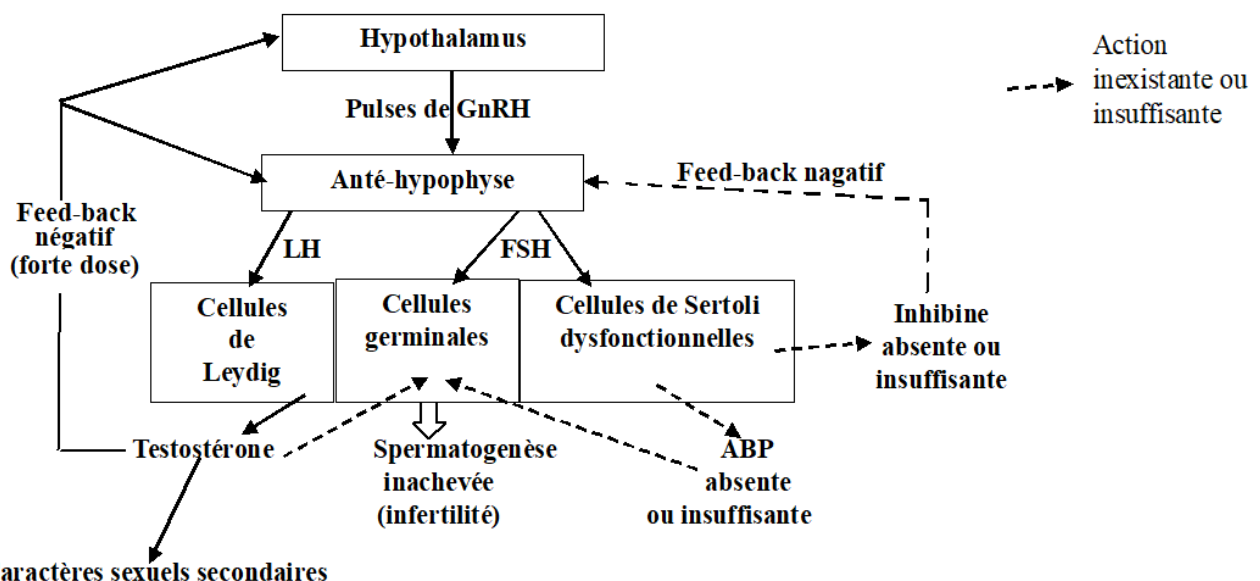 Hypothalamus
Action
inexistante ou
insuffisante
Pulses de GnRH
Anté-hypophyse
Feed-back nagatif
Feed-back
négatif
(forte dose)
LH
FSH
Cellules
de
Leydig
Cellules
germinales
Cellules de Sertoli
dysfonctionnelles
Inhibine
absente ou
insuffisante
Testostérone
Spermatogenèse
inachevée
(infertilité)
ABP
absente
ou insuffisante
aractères sexuels secondaires